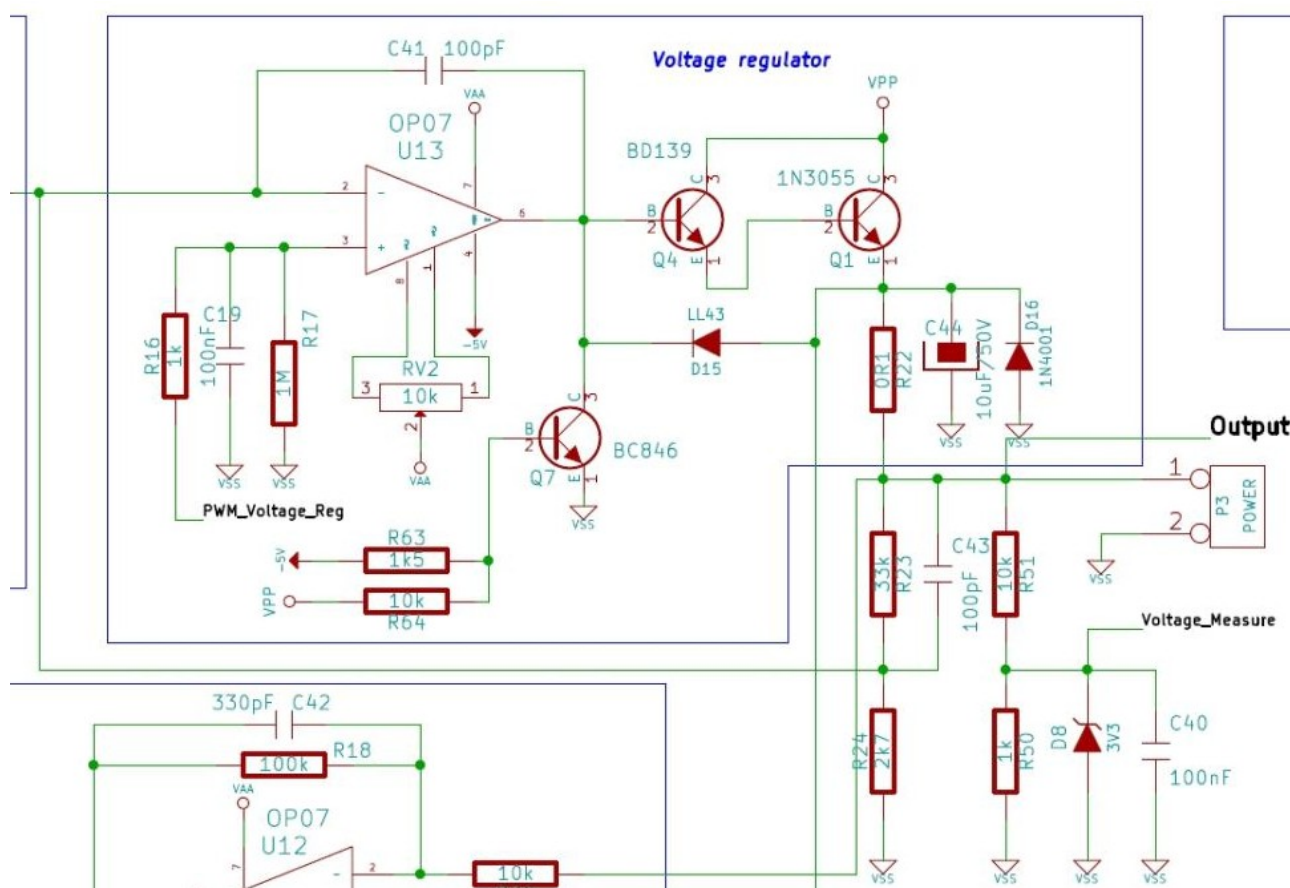 C41 100pF
Voltage regulator
VAA
VPP
OP07
U13
BD139
1N3055
2
-
7
6
3
+
4
8
1
C
3
B
2
E
1
Q4
C
3
B
2
E
1
Q1
-5V
R16
1k
C19
100nF
R17
1M
RV2
3
10k
1
2
VAA
LL43
D15
0R1
R22
C44
10uF/50V
D16
1N4001
VSS
VSS
C
3
B
2
E
1
Q7
BC846
VSS
VSS
VSS
PWM_Voltage_Reg
Output
1
2
P3
POWER
VSS
R63
1k5
-5V
VPP
10k
R64
33k
R23
C43
100pF
10k
R51
Voltage_Measure
330pF C42
R18
100k
VAA
OP07
U12
7
-
2
10k
R24
2k7
1k
R50
D8
3V3
C40
100nF
VSS
VSS
VSS
VSS